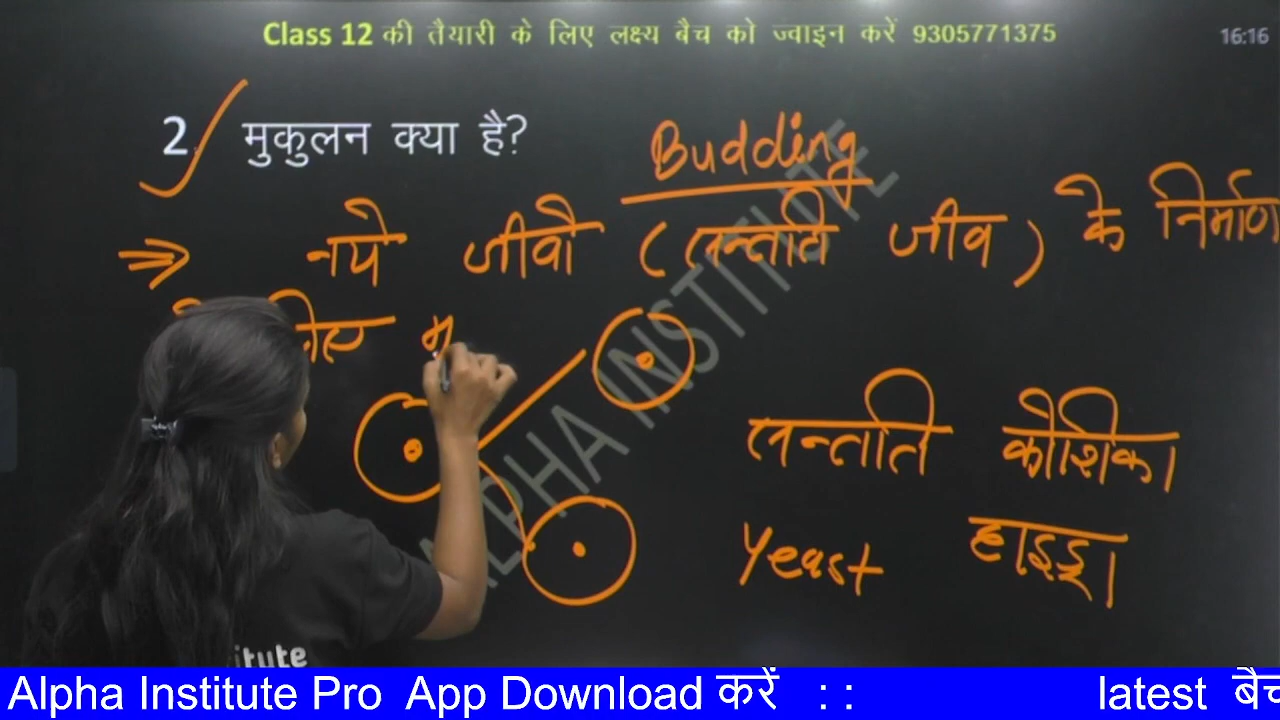 Class 12 की तैयारी के लिए लक्ष्य बैच को ज्वाइन करें 9305771375
16:16
2. मुकुलन क्या है?
Budding
⇒ नये जीवों (सन्तति जीव) के निर्माण
ALPHA INSTITUTE
सन्तति कोशिका
Yeast हाइड्रा
itute
Alpha Institute Pro App Download करें : : latest बैच